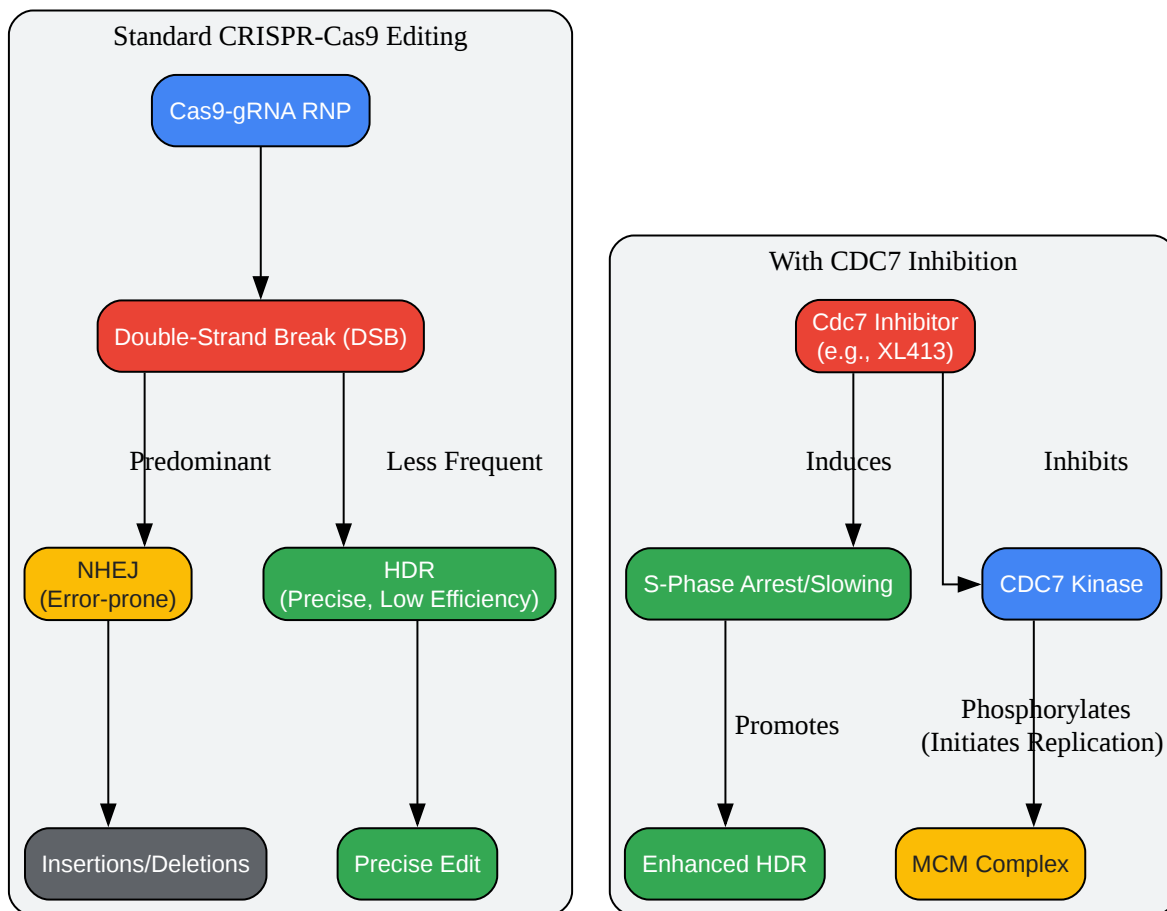 Standard CRISPR-Cas9 Editing
Cas9-gRNA RNP
Double-Strand Break (DSB)
Predominant
Less Frequent
NHEJ
(Error-prone)
HDR
(Precise, Low Efficiency)
Insertions/Deletions
Precise Edit
With CDC7 Inhibition
Cdc7 Inhibitor
(e.g., XL413)
Induces
Inhibits
S-Phase Arrest/Slowing
CDC7 Kinase
Promotes
Phosphorylates
(Initiates Replication)
Enhanced HDR
MCM Complex